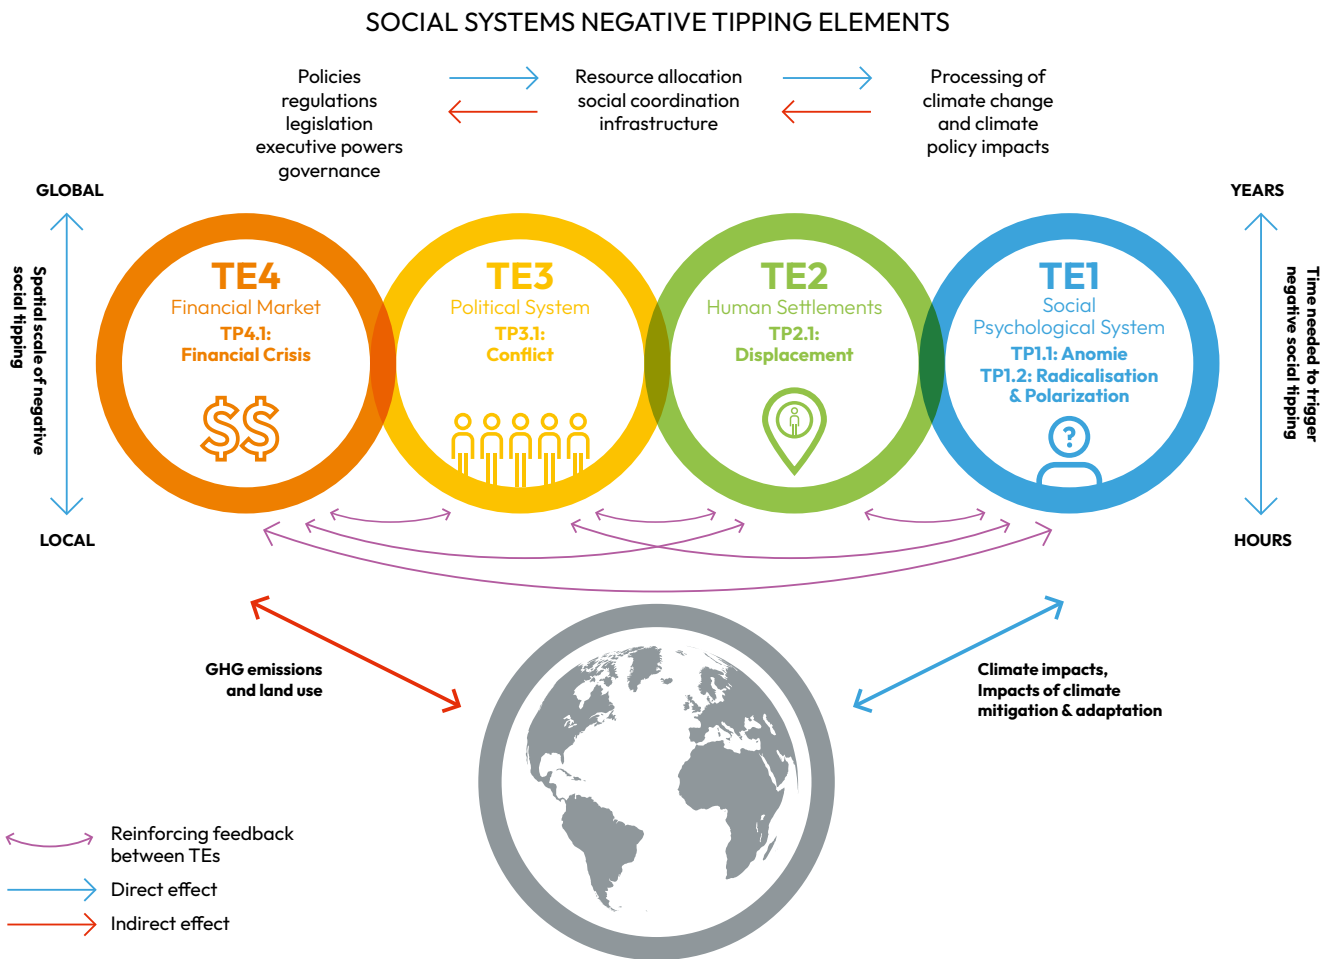 SOCIAL SYSTEMS NEGATIVE TIPPING ELEMENTS
Policies
regulations
legislation
executive powers
governance
Resource allocation
social coordination
infrastructure
Processing of
climate change
and climate
policy impacts
GLOBAL
Spatial scale of negative
social tipping
LOCAL
TE4
Financial Market
TP4.1:
Financial Crisis
$$
TE3
Political System
TP3.1:
Conflict
TE2
Human Settlements
TP2.1:
Displacement
TE1
Social
Psychological System
TP1.1: Anomie
TP1.2: Radicalisation
& Polarization
?
YEARS
Time needed to trigger
negative social tipping
HOURS
GHG emissions
and land use
Climate impacts,
Impacts of climate
mitigation & adaptation
Reinforcing feedback
between TEs
Direct effect
Indirect effect